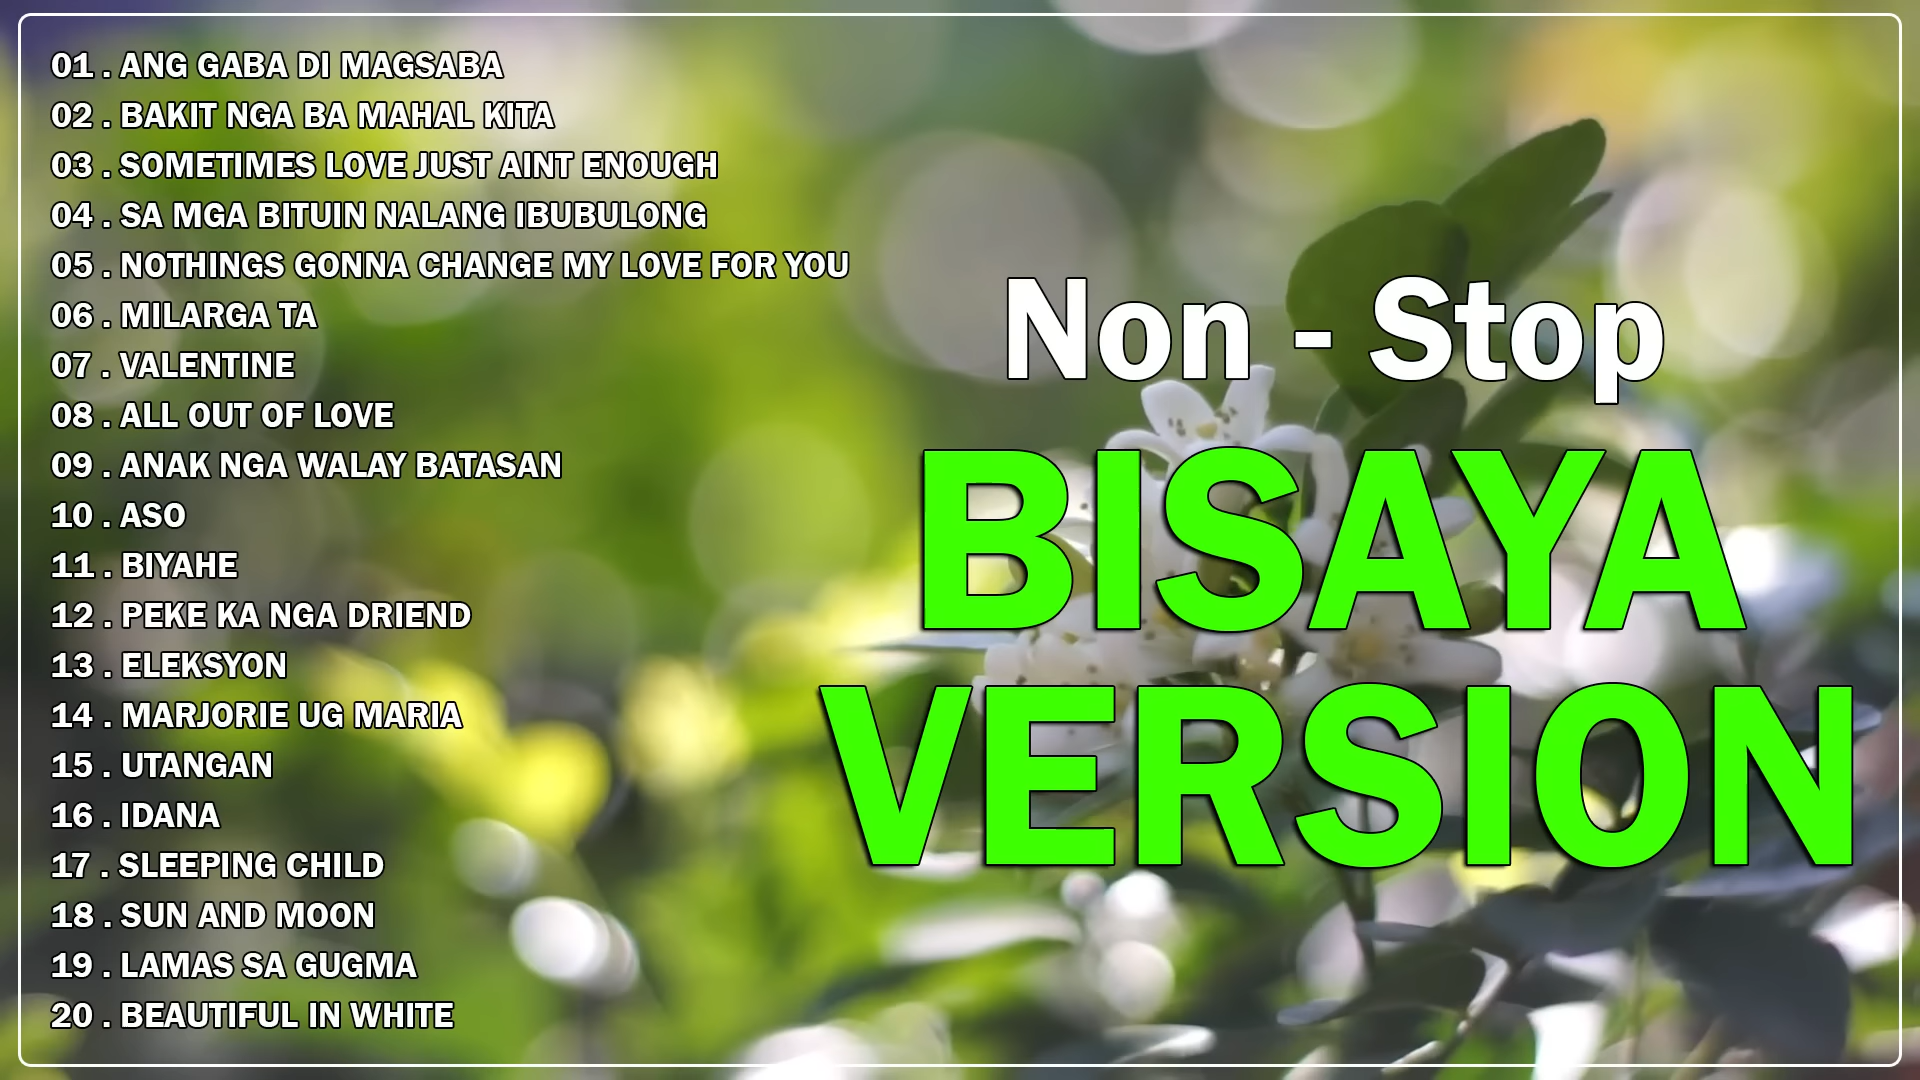 01 . ANG GABA DI MAGSABA
02 . BAKIT NGA BA MAHAL KITA
03 . SOMETIMES LOVE JUST AINT ENOUGH
04 . SA MGA BITUIN NALANG IBUBULONG
05 . NOTHINGS GONNA CHANGE MY LOVE FOR YOU
06 . MILARGA TA
07 . VALENTINE
08 . ALL OUT OF LOVE
09 . ANAK NGA WALAY BATASAN
10 . ASO
11 . BIYAHE
12 . PEKE KA NGA DRIEND
13 . ELEKSYON
14 . MARJORIE UG MARIA
15 . UTANGAN
16 . IDANA
17 . SLEEPING CHILD
18 . SUN AND MOON
19 . LAMAS SA GUGMA
20 . BEAUTIFUL IN WHITE
Non - Stop
BISAYA
VERSION